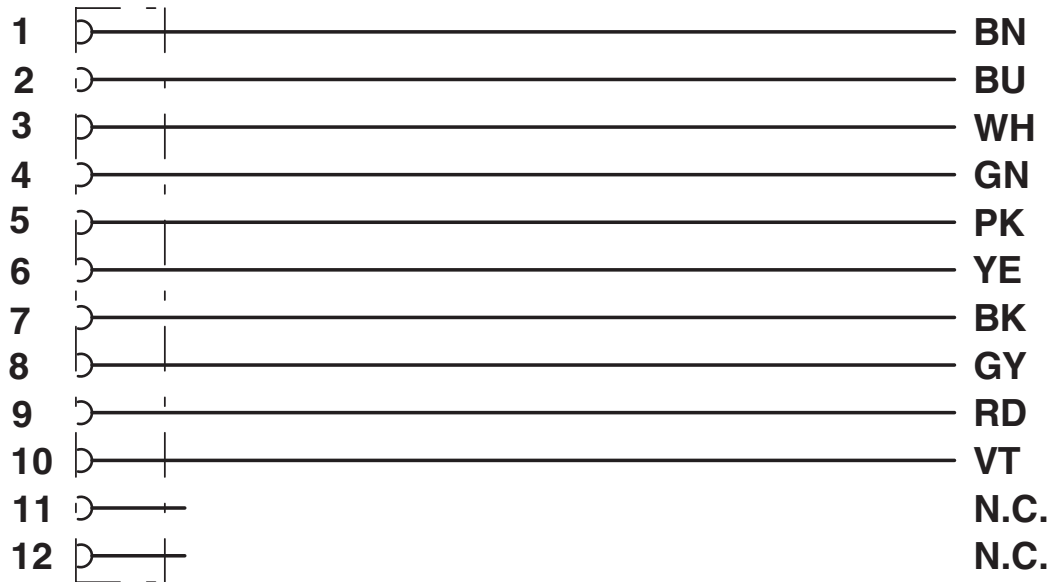 1 BN
2 BU
3 WH
4 GN
5 PK
6 YE
7 BK
8 GY
9 RD
10 VT
11 N.C.
12 N.C.